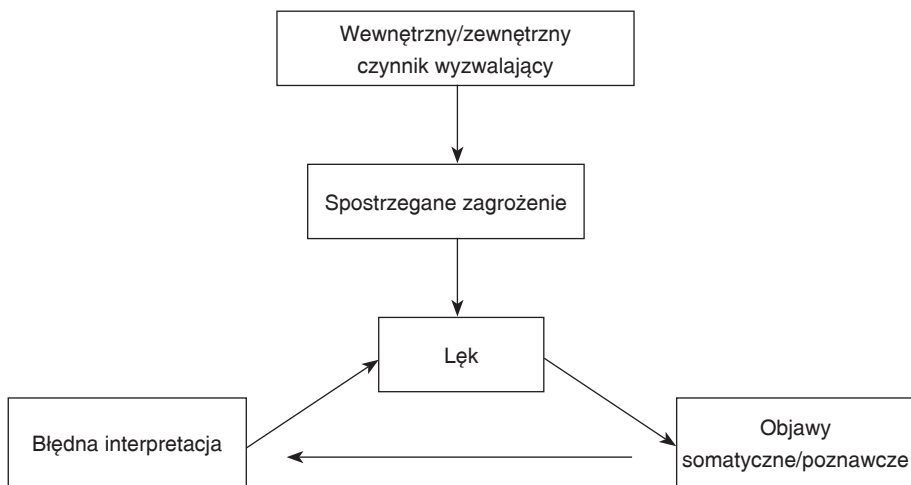 Wewnętrzny/zewnętrzny
czynnik wyzwalający
Spostrzegane zagrożenie
Lęk
Błędna interpretacja
Objawy
somatyczne/poznawcze